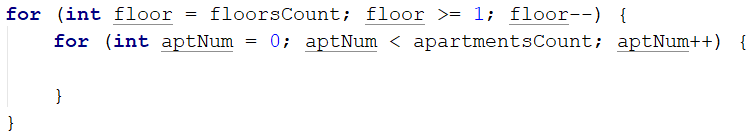 for (int floor = floorsCount; floor >= 1; floor--) {
    for (int aptNum = 0; aptNum < apartmentsCount; aptNum++) {
    }
}